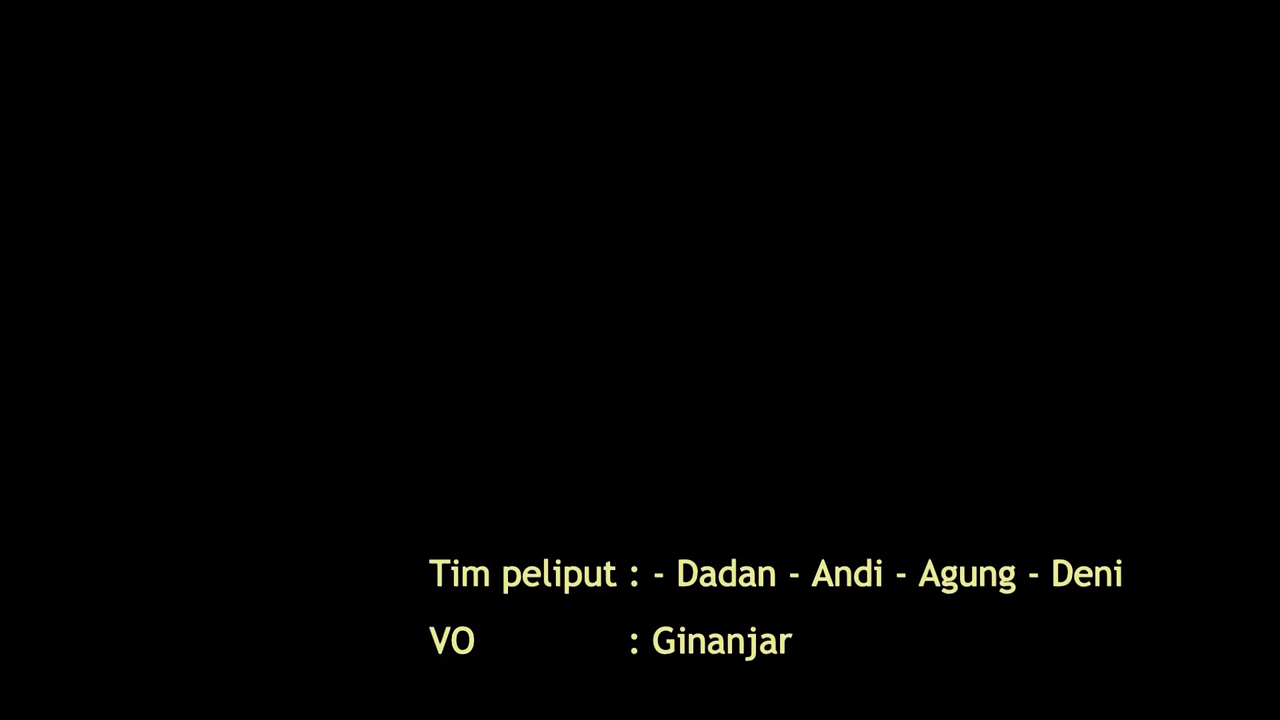 Tim peliput : - Dadan - Andi - Agung - Deni
VO : Ginanjar